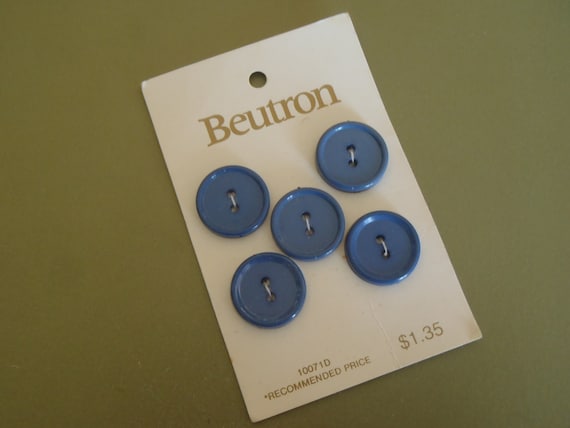 Beutron
$1.35
10071D
*RECOMMENDED PRICE